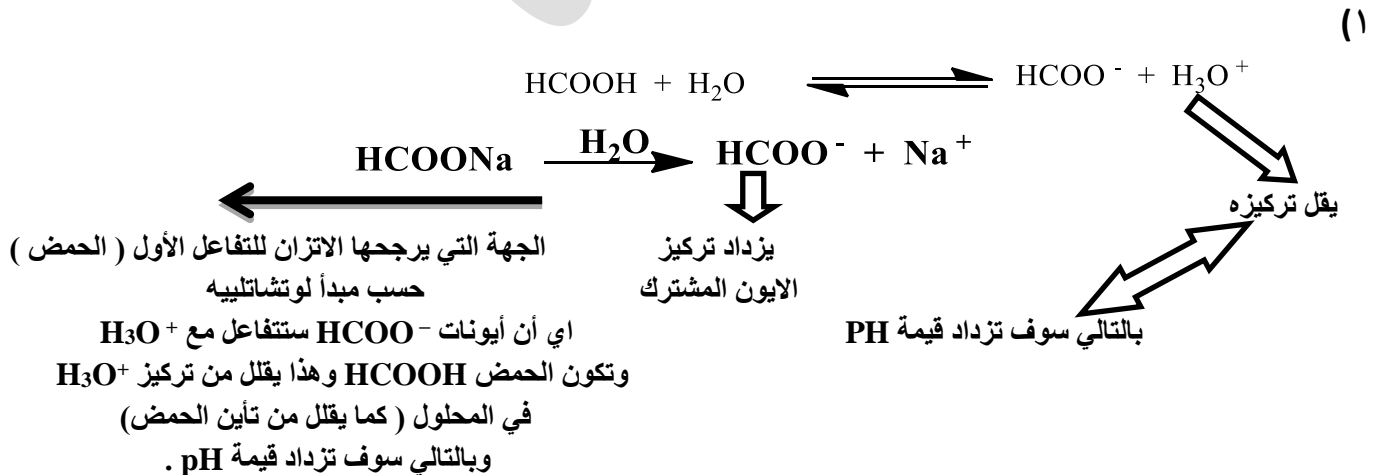 (١
HCOOH + H₂O ⇌ HCOO⁻ + H₃O⁺
HCOONa —H₂O→ HCOO⁻ + Na⁺
يقل تركيزه
بالتالي سوف تزداد قيمة PH
يزداد تركيز
الايون المشترك
الجهة التي يرجحها الاتزان للتفاعل الأول ( الحمض )
حسب مبدأ لوتشاتلييه
اي أن أيونات HCOO⁻ ستتفاعل مع H₃O⁺
وتكون الحمض HCOOH وهذا يقلل من تركيز H₃O⁺
في المحلول ( كما يقلل من تأين الحمض)
وبالتالي سوف تزداد قيمة pH .